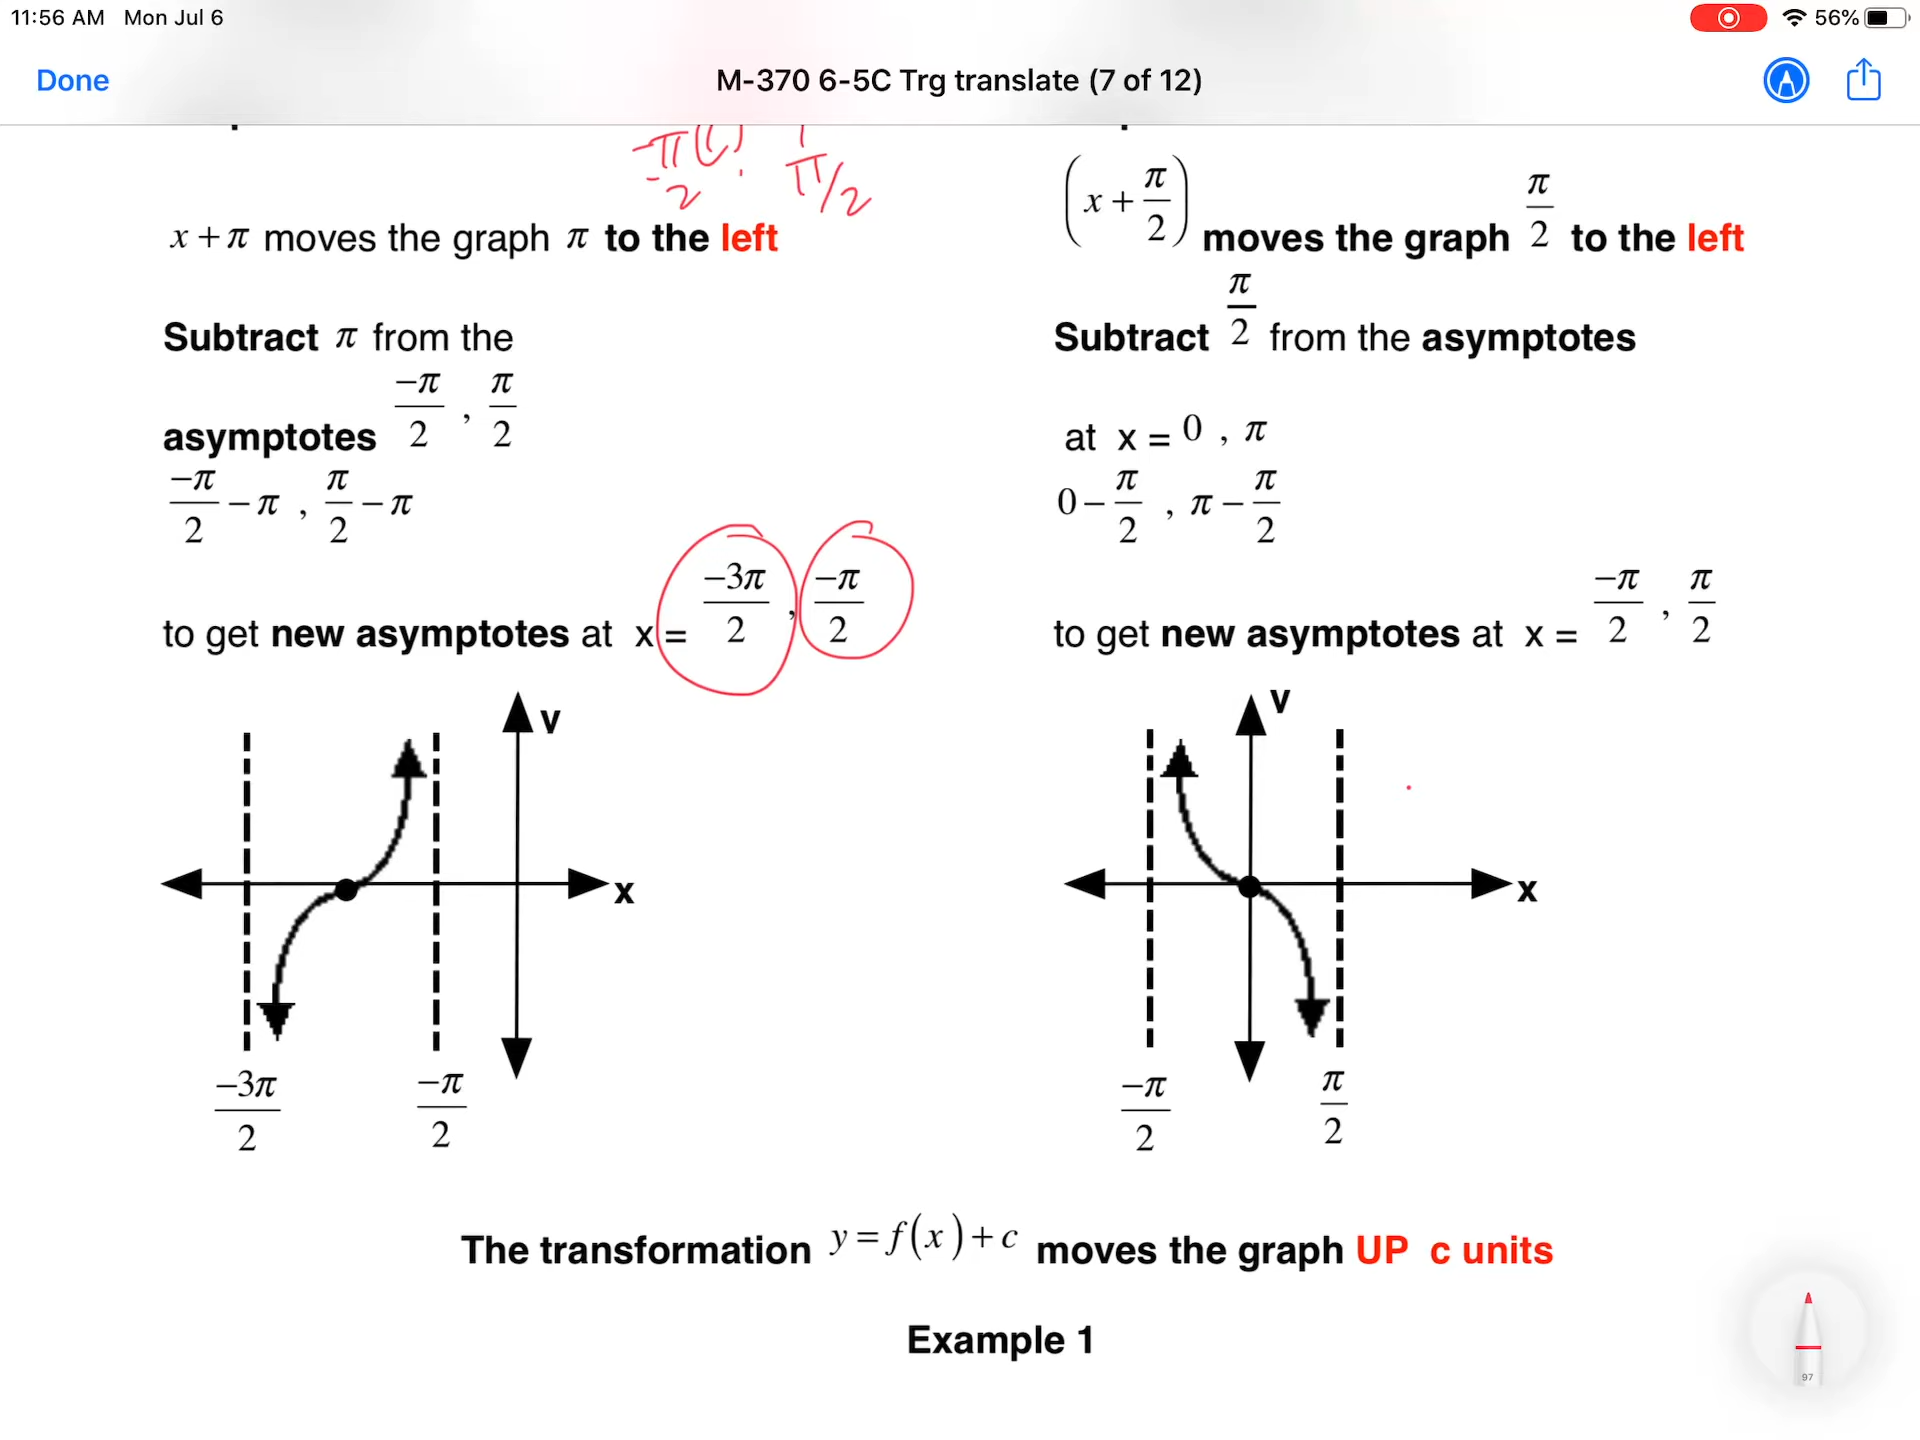 11:56 AM Mon Jul 6
56%
Done
M-370 6-5C Trg translate (7 of 12)
π/2
x + π moves the graph π to the left
(x + π/2) moves the graph π/2 to the left
Subtract π from the
asymptotes -π/2 , π/2
-π/2 - π , π/2 - π
to get new asymptotes at x = -3π/2 , -π/2
Subtract π/2 from the asymptotes
at x = 0 , π
0 - π/2 , π - π/2
to get new asymptotes at x = -π/2 , π/2
y
x
-3π/2
-π/2
y
x
-π/2
π/2
The transformation y = f(x) + c moves the graph UP c units
Example 1
97